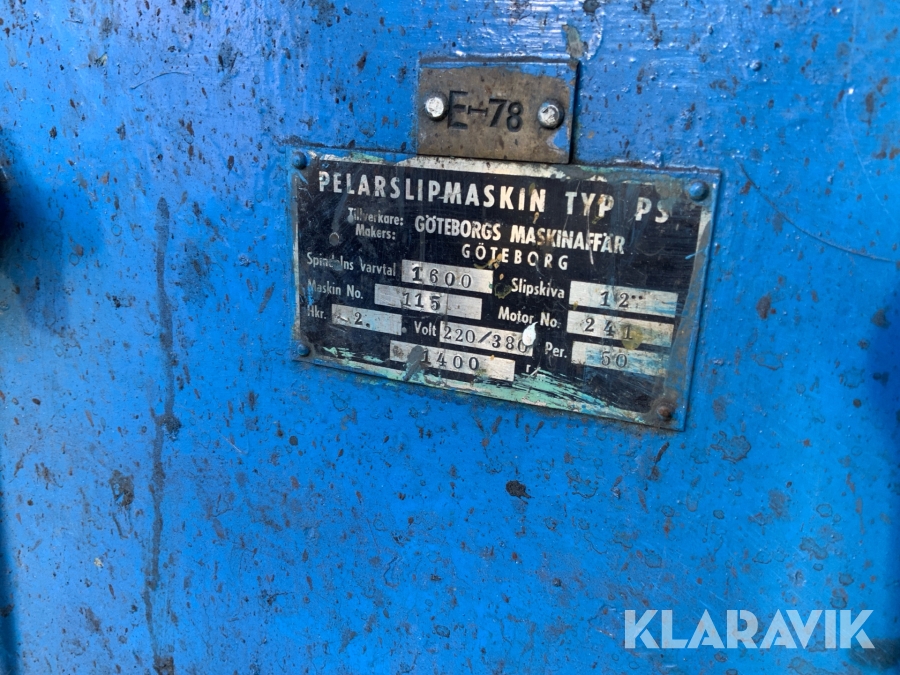 E-78
PELARSLIPMASKIN TYP PS
Tillverkare:
Makers: GÖTEBORGS MASKINAFFÄR
GÖTEBORG
Spindelns Varvtal 1600 Slipskiva 12"
Maskin No. 115 Motor No. 241
Hkr. 2. Volt 220/380 Per. 50
1400 r/
KLARAVIK